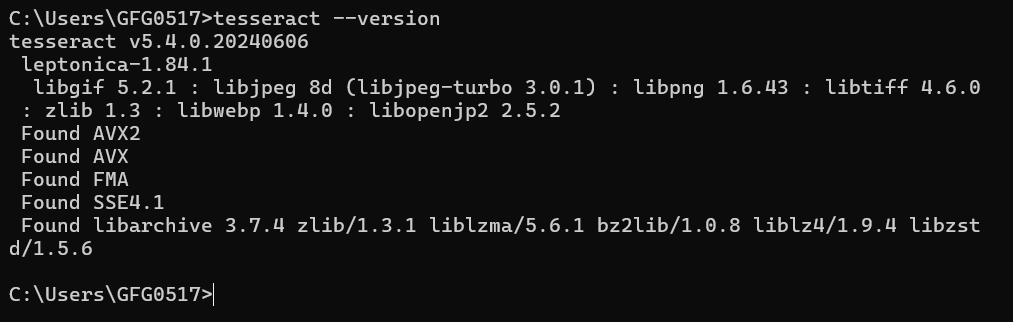 C:\Users\GFG0517>tesseract --version
tesseract v5.4.0.20240606
 leptonica-1.84.1
  libgif 5.2.1 : libjpeg 8d (libjpeg-turbo 3.0.1) : libpng 1.6.43 : libtiff 4.6.0
 : zlib 1.3 : libwebp 1.4.0 : libopenjp2 2.5.2
 Found AVX2
 Found AVX
 Found FMA
 Found SSE4.1
 Found libarchive 3.7.4 zlib/1.3.1 liblzma/5.6.1 bz2lib/1.0.8 liblz4/1.9.4 libzst
d/1.5.6
C:\Users\GFG0517>